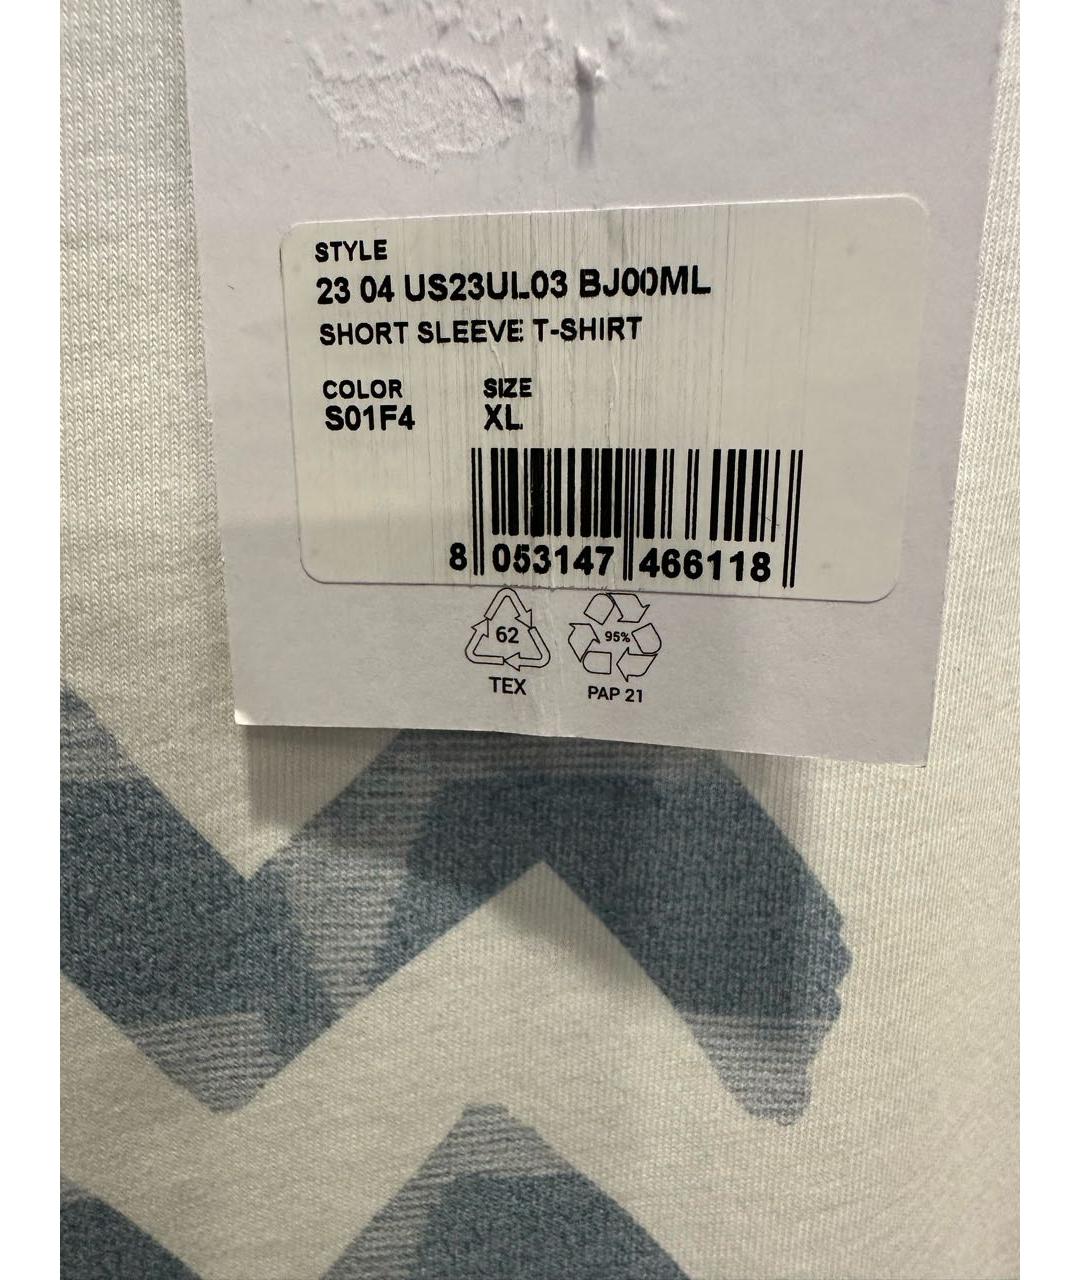 STYLE
23 04 US23UL03 BJ00ML
SHORT SLEEVE T-SHIRT
COLOR SIZE
S01F4 XL
8 053147 466118
62 95%
TEX PAP 21